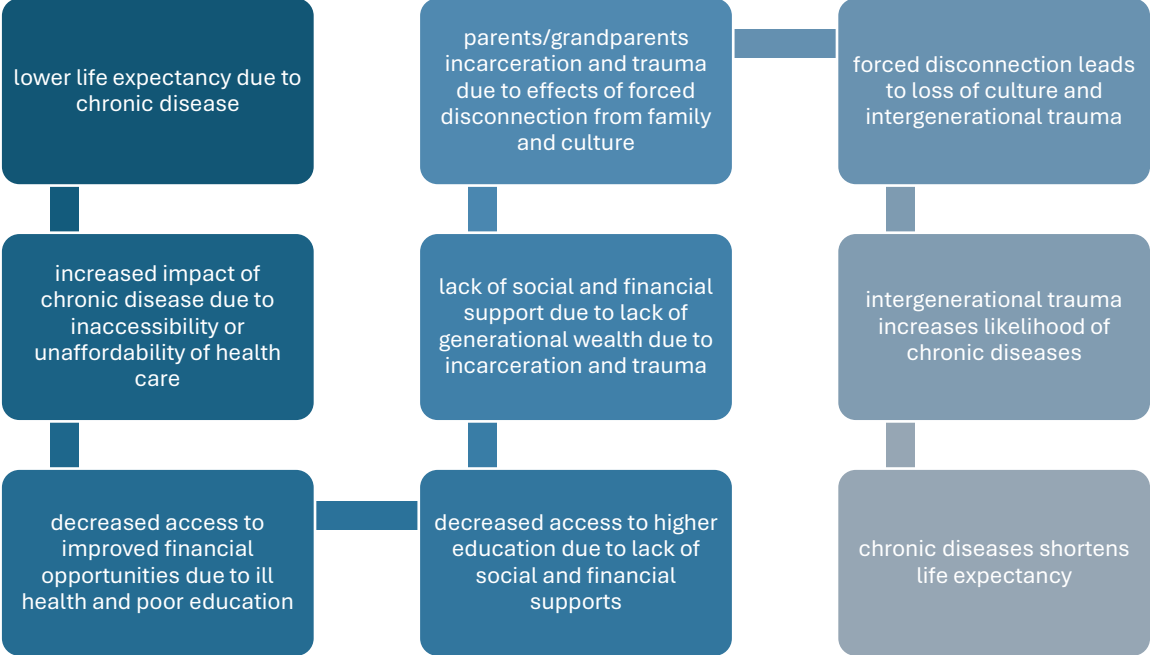 lower life expectancy due to
chronic disease
increased impact of
chronic disease due to
inaccessibility or
unaffordability of health
care
decreased access to
improved financial
opportunities due to ill
health and poor education
decreased access to higher
education due to lack of
social and financial
supports
lack of social and financial
support due to lack of
generational wealth due to
incarceration and trauma
parents/grandparents
incarceration and trauma
due to effects of forced
disconnection from family
and culture
forced disconnection leads
to loss of culture and
intergenerational trauma
intergenerational trauma
increases likelihood of
chronic diseases
chronic diseases shortens
life expectancy